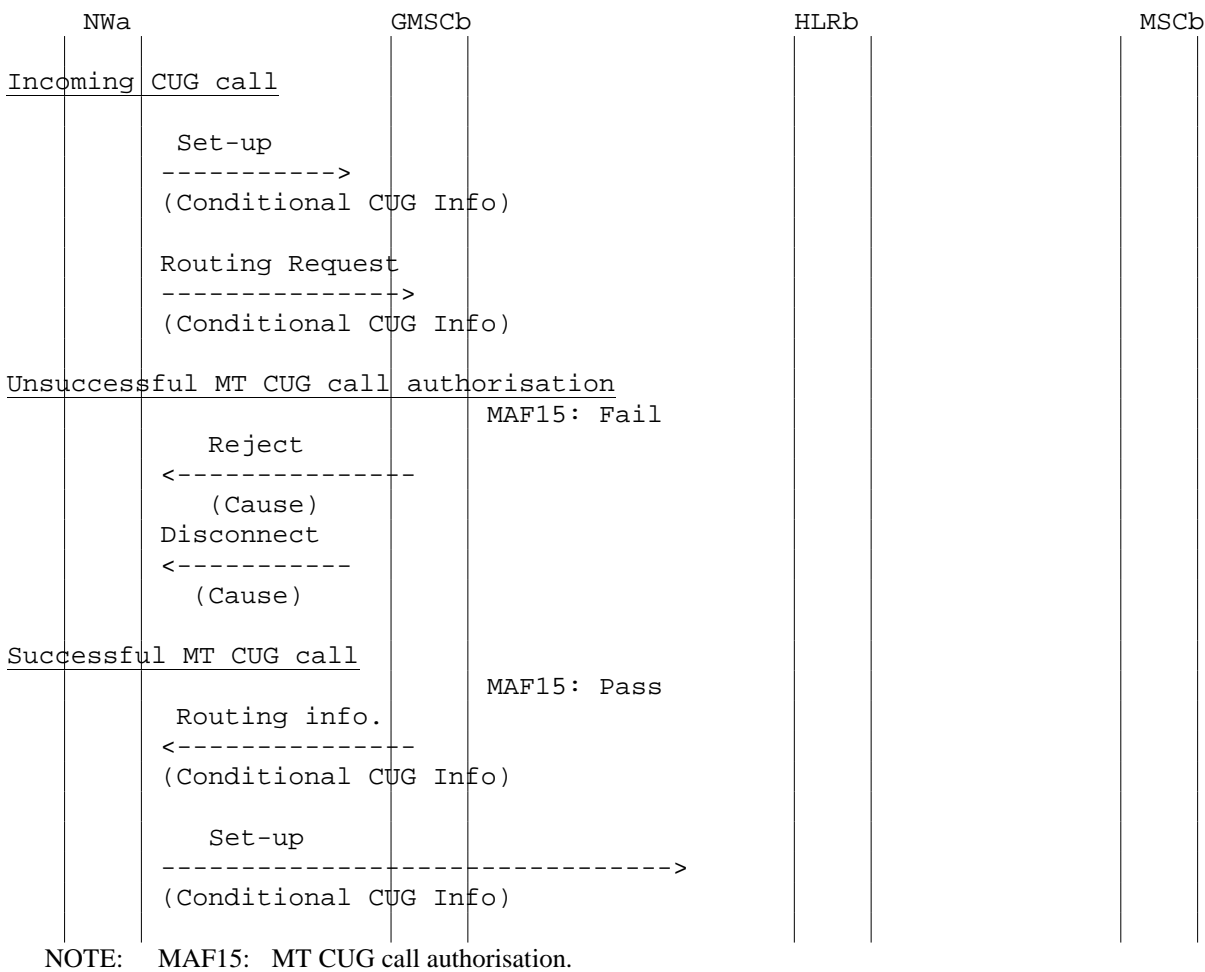 NWa GMSCb HLRb MSCb
Incoming CUG call
Set-up
----------->
(Conditional CUG Info)
Routing Request
--------------->
(Conditional CUG Info)
Unsuccessful MT CUG call authorisation
MAF15: Fail
Reject
<---------------
(Cause)
Disconnect
<-----------
(Cause)
Successful MT CUG call
MAF15: Pass
Routing info.
<---------------
(Conditional CUG Info)
Set-up
-------------------------------->
(Conditional CUG Info)
NOTE: MAF15: MT CUG call authorisation.